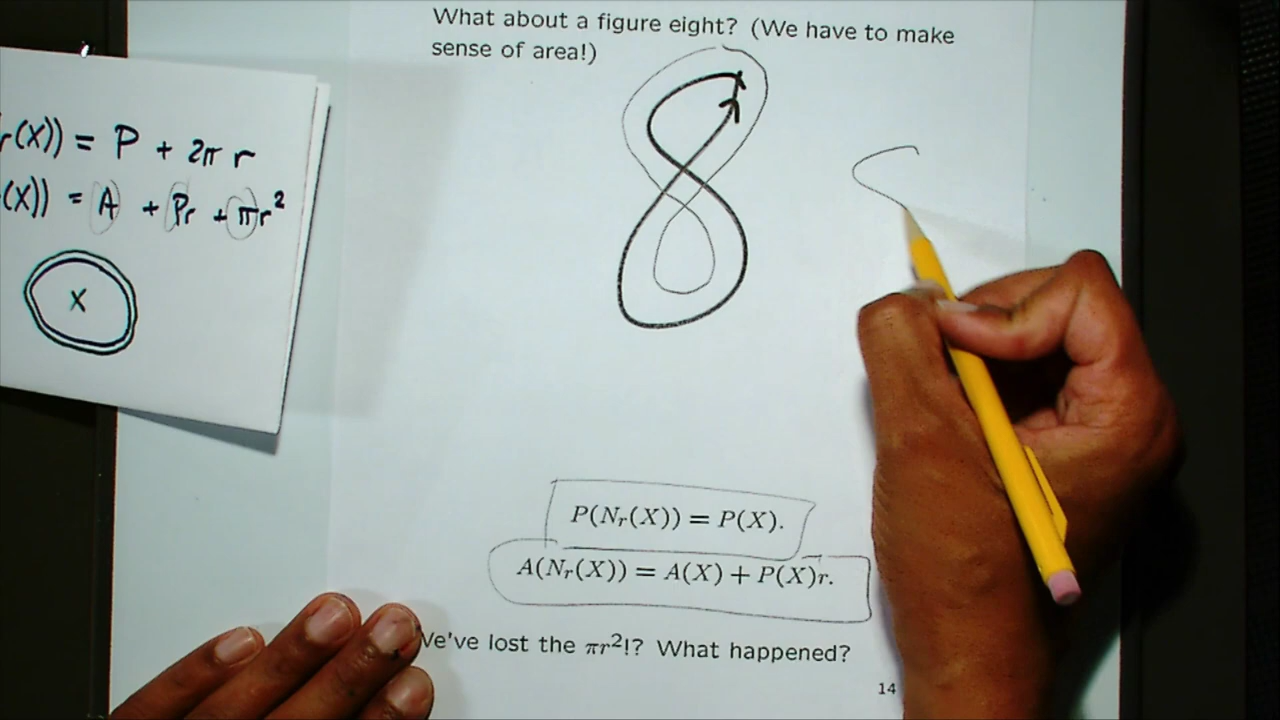 What about a figure eight? (We have to make
sense of area!)
r(X)) = P + 2π r
(X)) = A + Pr + πr²
X
P(N_r(X)) = P(X).
A(N_r(X)) = A(X) + P(X)r.
We've lost the πr²!? What happened?
14